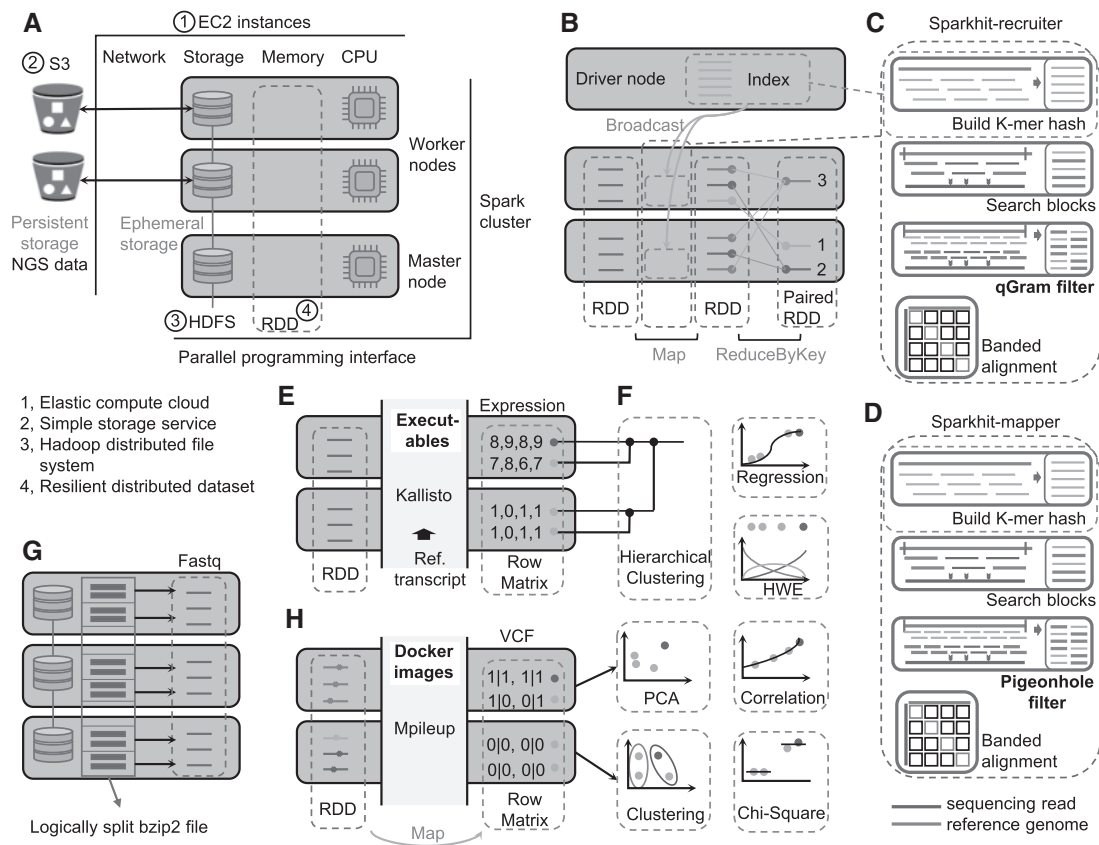 A
① EC2 instances
② S3
Network Storage Memory CPU
Worker
nodes
Spark
cluster
Persistent
storage
NGS data
Ephemeral
storage
Master
node
③ HDFS
RDD ④
Parallel programming interface
1, Elastic compute cloud
2, Simple storage service
3, Hadoop distributed file
system
4, Resilient distributed dataset
B
Driver node
Index
Broadcast
3
1
2
RDD
RDD
Paired
RDD
Map
ReduceByKey
C
Sparkhit-recruiter
Build K-mer hash
Search blocks
qGram filter
Banded
alignment
D
Sparkhit-mapper
Build K-mer hash
Search blocks
Pigeonhole
filter
Banded
alignment
sequencing read
reference genome
E
Execut-
ables
Expression
8,9,8,9
7,8,6,7
Kallisto
1,0,1,1
1,0,1,1
Ref.
transcript
RDD
Row
Matrix
F
Hierarchical
Clustering
Regression
HWE
PCA
Correlation
Clustering
Chi-Square
G
Fastq
Logically split bzip2 file
H
Docker
images
VCF
1|1, 1|1
1|0, 0|1
Mpileup
0|0, 0|0
0|0, 0|0
RDD
Row
Matrix
Map